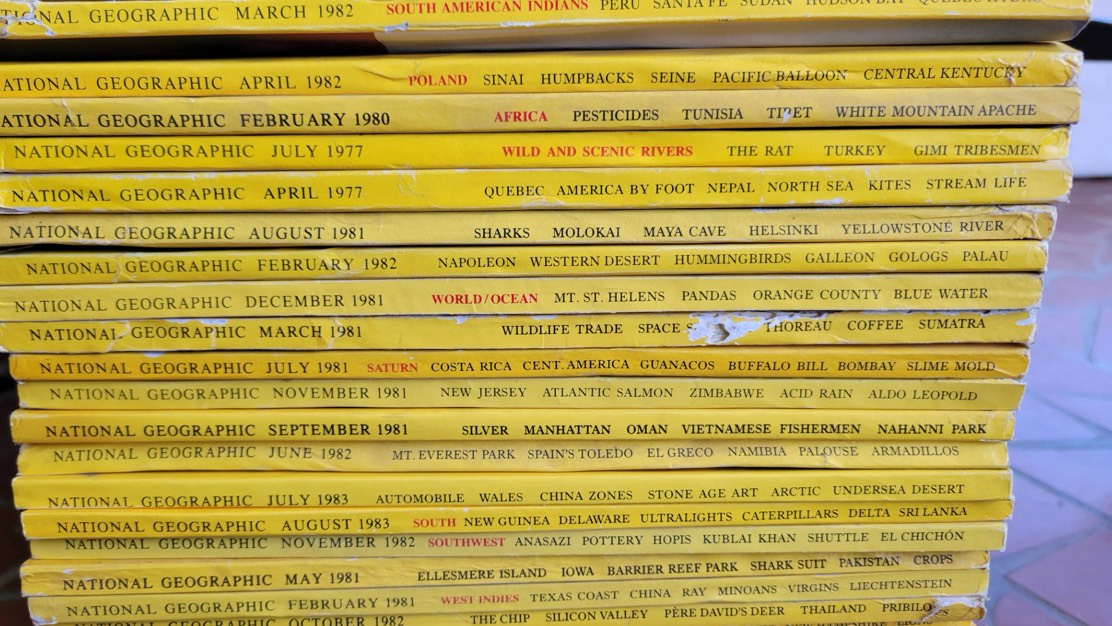 TIONAL GEOGRAPHIC MARCH 1982 SOUTH AMERICAN INDIANS PERU SANTA FE SUDAN HUDSON BAY QUEBEC HYDRO
ATIONAL GEOGRAPHIC APRIL 1982 POLAND SINAI HUMPBACKS SEINE PACIFIC BALLOON CENTRAL KENTUCKY
ATIONAL GEOGRAPHIC FEBRUARY 1980 AFRICA PESTICIDES TUNISIA TIBET WHITE MOUNTAIN APACHE
NATIONAL GEOGRAPHIC JULY 1977 WILD AND SCENIC RIVERS THE RAT TURKEY GIMI TRIBESMEN
NATIONAL GEOGRAPHIC APRIL 1977 QUEBEC AMERICA BY FOOT NEPAL NORTH SEA KITES STREAM LIFE
NATIONAL GEOGRAPHIC AUGUST 1981 SHARKS MOLOKAI MAYA CAVE HELSINKI YELLOWSTONE RIVER
NATIONAL GEOGRAPHIC FEBRUARY 1982 NAPOLEON WESTERN DESERT HUMMINGBIRDS GALLEON GOLOGS PALAU
NATIONAL GEOGRAPHIC DECEMBER 1981 WORLD/OCEAN MT. ST. HELENS PANDAS ORANGE COUNTY BLUE WATER
NATIONAL GEOGRAPHIC MARCH 1981 WILDLIFE TRADE SPACE THOREAU COFFEE SUMATRA
NATIONAL GEOGRAPHIC JULY 1981 SATURN COSTA RICA CENT. AMERICA GUANACOS BUFFALO BILL BOMBAY SLIME MOLD
NATIONAL GEOGRAPHIC NOVEMBER 1981 NEW JERSEY ATLANTIC SALMON ZIMBABWE ACID RAIN ALDO LEOPOLD
NATIONAL GEOGRAPHIC SEPTEMBER 1981 SILVER MANHATTAN OMAN VIETNAMESE FISHERMEN NAHANNI PARK
NATIONAL GEOGRAPHIC JUNE 1982 MT. EVEREST PARK SPAIN'S TOLEDO EL GRECO NAMIBIA PALOUSE ARMADILLOS
NATIONAL GEOGRAPHIC JULY 1983 AUTOMOBILE WALES CHINA ZONES STONE AGE ART ARCTIC UNDERSEA DESERT
NATIONAL GEOGRAPHIC AUGUST 1983 SOUTH NEW GUINEA DELAWARE ULTRALIGHTS CATERPILLARS DELTA SRI LANKA
NATIONAL GEOGRAPHIC NOVEMBER 1982 SOUTHWEST ANASAZI POTTERY HOPIS KUBLAI KHAN SHUTTLE EL CHICHÓN
NATIONAL GEOGRAPHIC MAY 1981 ELLESMERE ISLAND IOWA BARRIER REEF PARK SHARK SUIT PAKISTAN CROPS
NATIONAL GEOGRAPHIC FEBRUARY 1981 WEST INDIES TEXAS COAST CHINA RAY MINOANS VIRGINS LIECHTENSTEIN
NATIONAL GEOGRAPHIC OCTOBER 1982 THE CHIP SILICON VALLEY PÈRE DAVID'S DEER THAILAND PRIBILOFS